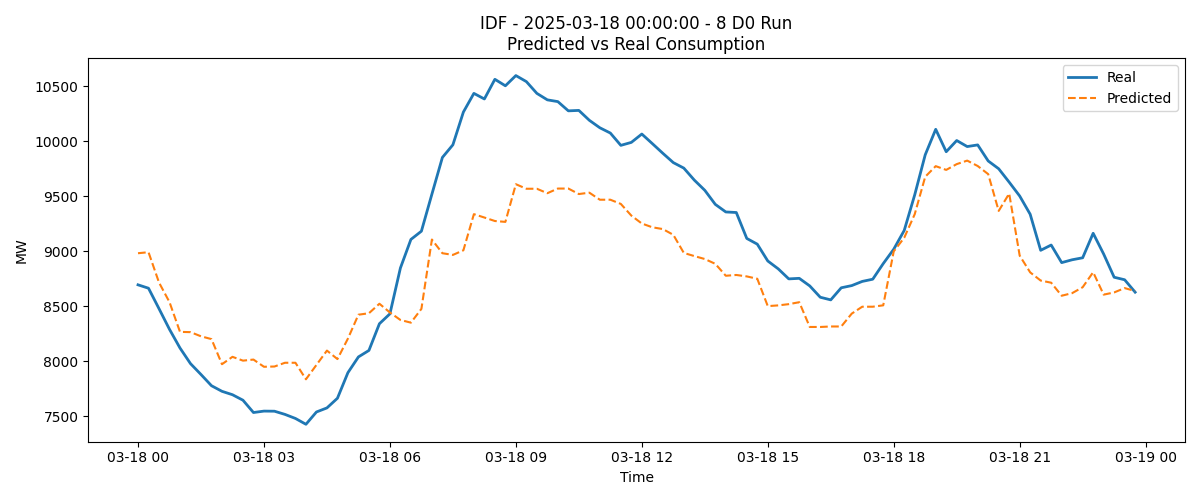 IDF - 2025-03-18 00:00:00 - 8 D0 Run
Predicted vs Real Consumption
Real
Predicted
MW
10500
10000
9500
9000
8500
8000
7500
03-18 00
03-18 03
03-18 06
03-18 09
03-18 12
03-18 15
03-18 18
03-18 21
03-19 00
Time